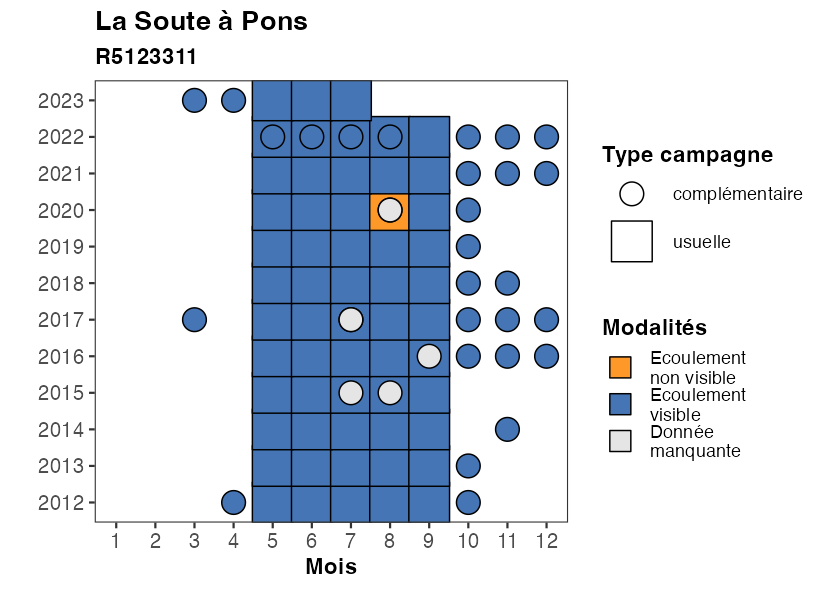 La Soute à Pons
R5123311
2023
2022
2021
2020
2019
2018
2017
2016
2015
2014
2013
2012
1 2 3 4 5 6 7 8 9 10 11 12
Mois
Type campagne
complémentaire
usuelle
Modalités
Ecoulement
non visible
Ecoulement
visible
Donnée
manquante